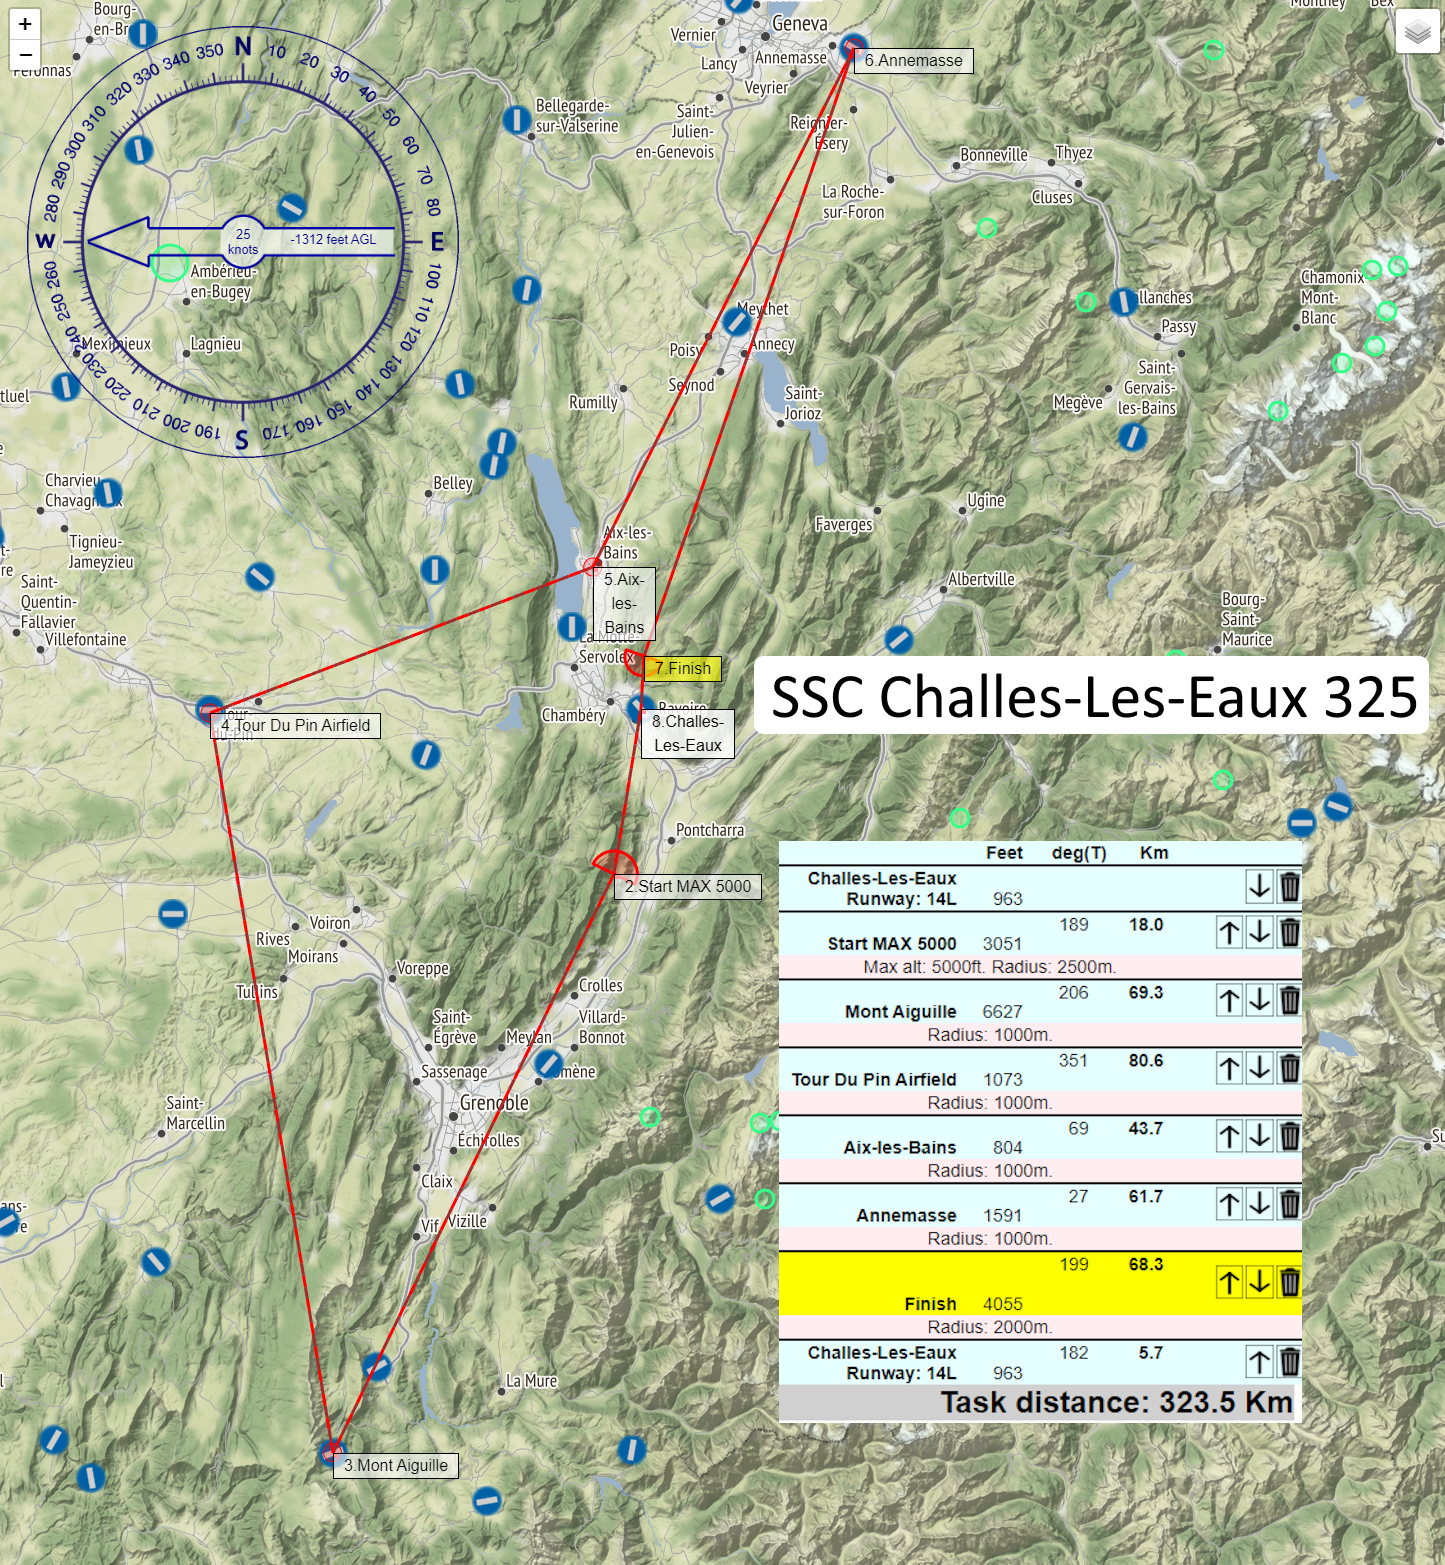 +
−
Bourg-
en-Br
Peronnas
Montney
Bex
Geneva
Vernier
Annemasse
Lancy
Veyrier
6.Annemasse
Bellegarde-
sur-Valserine
Saint-
Julien-
en-Genevois
Reignier-
Ésery
Bonneville
Thyez
Cluses
La Roche-
sur-Foron
N
10
20
30
40
50
60
70
80
E
100
110
120
130
140
150
160
170
S
190
200
210
220
230
240
250
260
W
280
290
300
310
320
330
340
350
25
knots
-1312 feet AGL
Ambérieu-
en-Bugey
Lagnieu
Meximieux
tluel
Meythet
Poisy
Annecy
Seynod
Rumilly
Saint-
Jorioz
llanches
Passy
Saint-
Gervais-
les-Bains
Megève
Chamonix
Mont-
Blanc
Charvieu
Chavagneux
Belley
Tignieu-
Jameyzieu
Saint-
Quentin-
Fallavier
Villefontaine
Ugine
Faverges
Aix-les-
Bains
Albertville
Bourg-
Saint-
Maurice
5.Aix-
les-
Bains
La Motte-
Servolex
7.Finish
Chambéry
Ravoire
8.Challes-
Les-Eaux
4.Tour Du Pin Airfield
du-Pin
SSC Challes-Les-Eaux 325
Pontcharra
2.Start MAX 5000
Voiron
Rives
Moirans
Tullins
Voreppe
Crolles
Saint-
Égrève
Meylan
Villard-
Bonnot
Sassenage
omène
Grenoble
Saint-
Marcellin
Échirolles
Claix
Vif
Vizille
ans-
re
La Mure
3.Mont Aiguille
Feet deg(T) Km
Challes-Les-Eaux
Runway: 14L 963
189 18.0
Start MAX 5000 3051
Max alt: 5000ft. Radius: 2500m.
206 69.3
Mont Aiguille 6627
Radius: 1000m.
351 80.6
Tour Du Pin Airfield 1073
Radius: 1000m.
69 43.7
Aix-les-Bains 804
Radius: 1000m.
27 61.7
Annemasse 1591
Radius: 1000m.
199 68.3
Finish 4055
Radius: 2000m.
Challes-Les-Eaux 182 5.7
Runway: 14L 963
Task distance: 323.5 Km